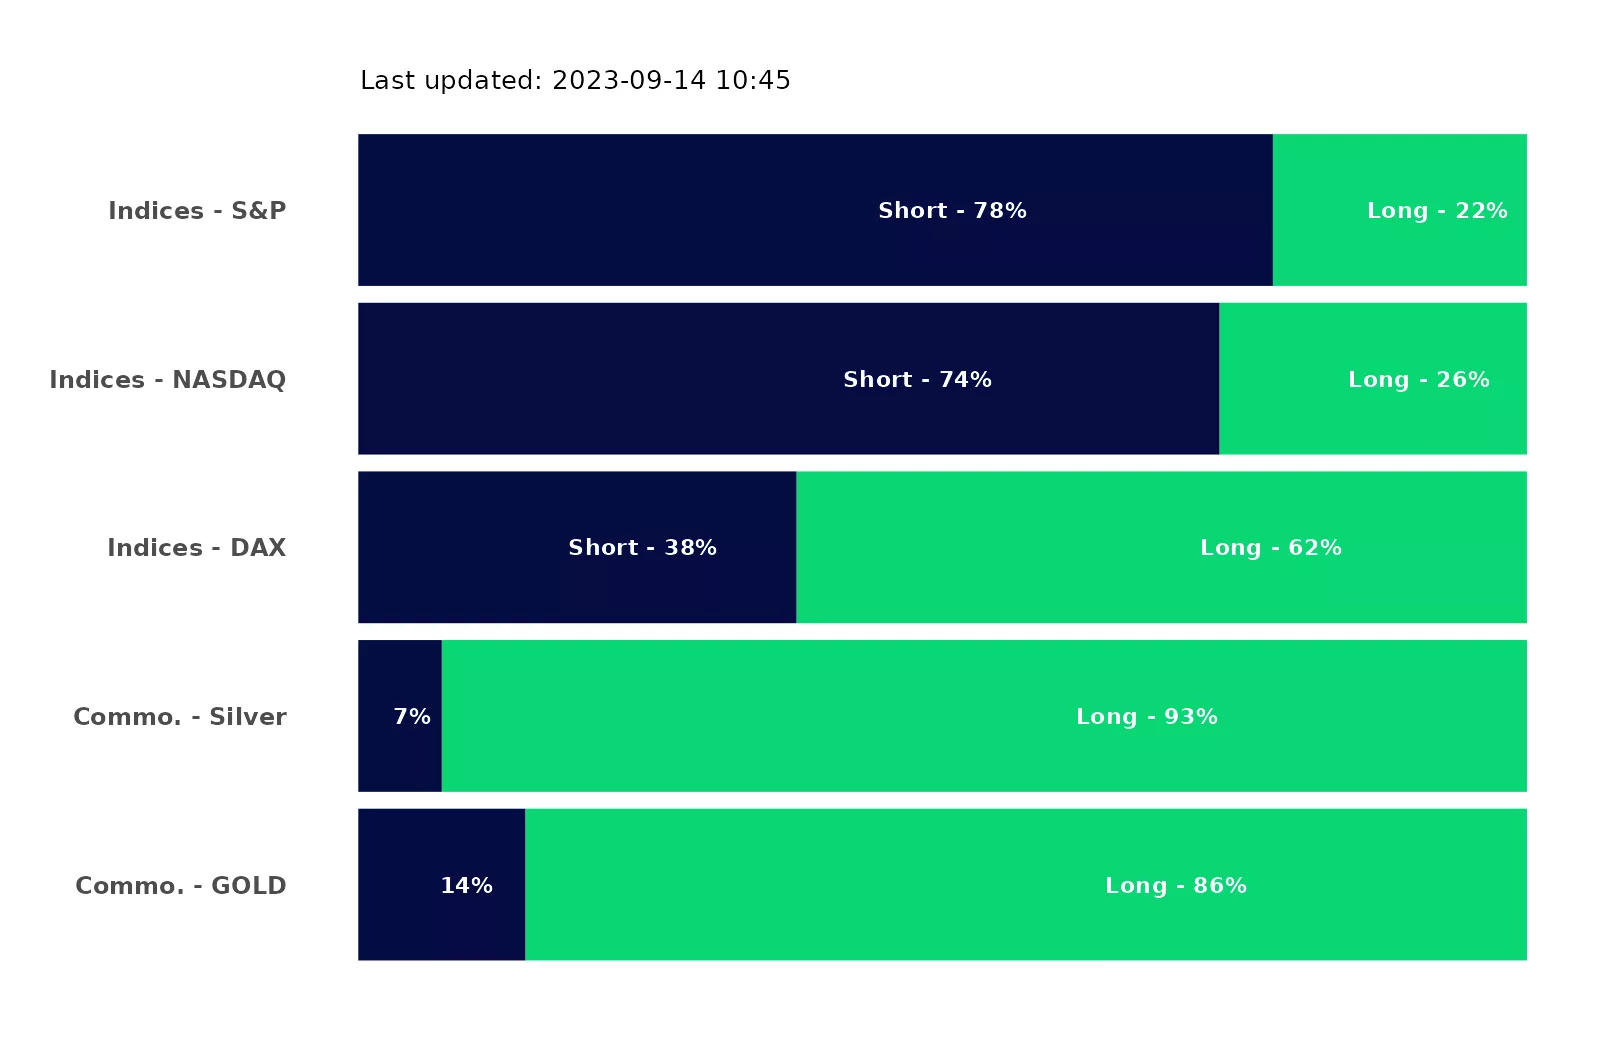 Last updated: 2023-09-14 10:45
Indices - S&P Short - 78% Long - 22%
Indices - NASDAQ Short - 74% Long - 26%
Indices - DAX Short - 38% Long - 62%
Commo. - Silver 7% Long - 93%
Commo. - GOLD 14% Long - 86%